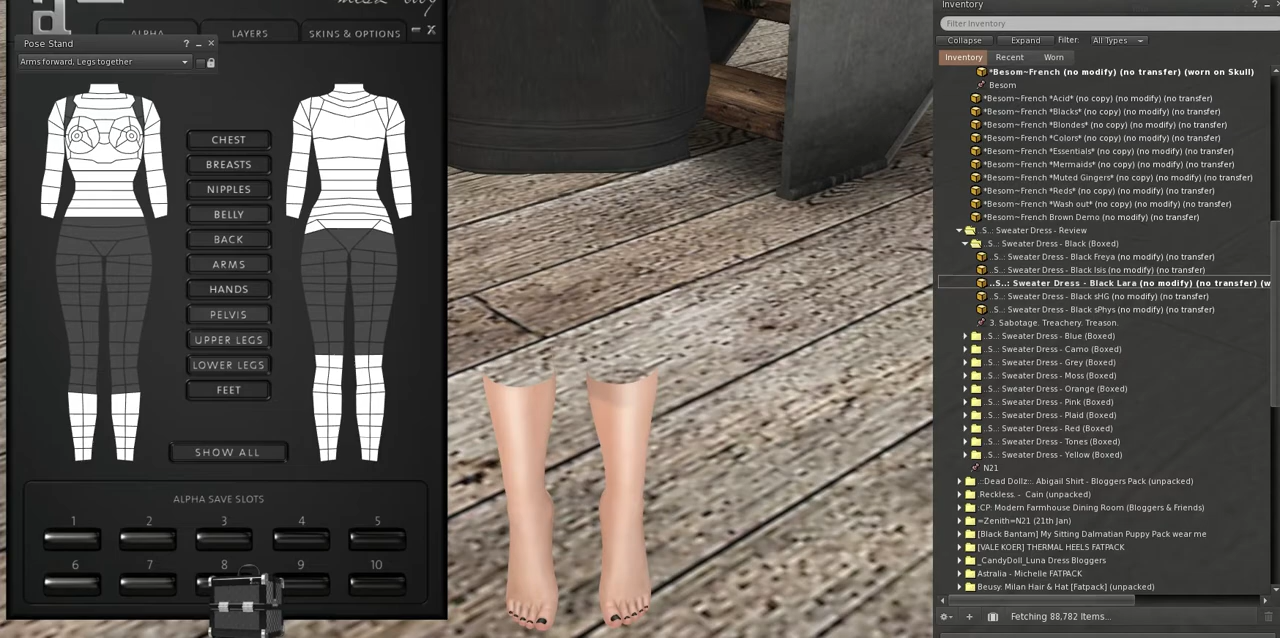 ALPHA
LAYERS
SKINS & OPTIONS
Pose Stand
Arms forward, Legs together
CHEST
BREASTS
NIPPLES
BELLY
BACK
ARMS
HANDS
PELVIS
UPPER LEGS
LOWER LEGS
FEET
SHOW ALL
ALPHA SAVE SLOTS
1 2 3 4 5
6 7 8 9 10
Inventory
Filter Inventory
Collapse Expand Filter: All Types
Inventory Recent Worn
*Besom~French (no modify) (no transfer) (worn on Skull)
Besom
*Besom~French *Acid* (no copy) (no modify) (no transfer)
*Besom~French *Blacks* (no copy) (no modify) (no transfer)
*Besom~French *Blondes* (no copy) (no modify) (no transfer)
*Besom~French *Colors* (no copy) (no modify) (no transfer)
*Besom~French *Essentials* (no copy) (no modify) (no transfer)
*Besom~French *Mermaids* (no copy) (no modify) (no transfer)
*Besom~French *Muted Gingers* (no copy) (no modify) (no transfer)
*Besom~French *Reds* (no copy) (no modify) (no transfer)
*Besom~French *Wash out* (no copy) (no modify) (no transfer)
*Besom~French Brown Demo (no modify) (no transfer)
..S..: Sweater Dress - Review
..S..: Sweater Dress - Black (Boxed)
..S..: Sweater Dress - Black Freya (no modify) (no transfer)
..S..: Sweater Dress - Black Isis (no modify) (no transfer)
..S..: Sweater Dress - Black Lara (no modify) (no transfer) (w
..S..: Sweater Dress - Black sHG (no modify) (no transfer)
..S..: Sweater Dress - Black sPhys (no modify) (no transfer)
3. Sabotage. Treachery. Treason.
..S..: Sweater Dress - Blue (Boxed)
..S..: Sweater Dress - Camo (Boxed)
..S..: Sweater Dress - Grey (Boxed)
..S..: Sweater Dress - Moss (Boxed)
..S..: Sweater Dress - Orange (Boxed)
..S..: Sweater Dress - Pink (Boxed)
..S..: Sweater Dress - Plaid (Boxed)
..S..: Sweater Dress - Red (Boxed)
..S..: Sweater Dress - Tones (Boxed)
..S..: Sweater Dress - Yellow (Boxed)
N21
.::Dead Dollz::. Abigail Shirt - Bloggers Pack (unpacked)
.Reckless. - Cain (unpacked)
:CP: Modern Farmhouse Dining Room (Bloggers & Friends)
=Zenith=N21 (21th Jan)
[Black Bantam] My Sitting Dalmatian Puppy Pack wear me
[VALE KOER] THERMAL HEELS FATPACK
_CandyDoll_Luna Dress Bloggers
Astralia - Michelle FATPACK
Beusy: Milan Hair & Hat [Fatpack] (unpacked)
Fetching 88,782 Items...